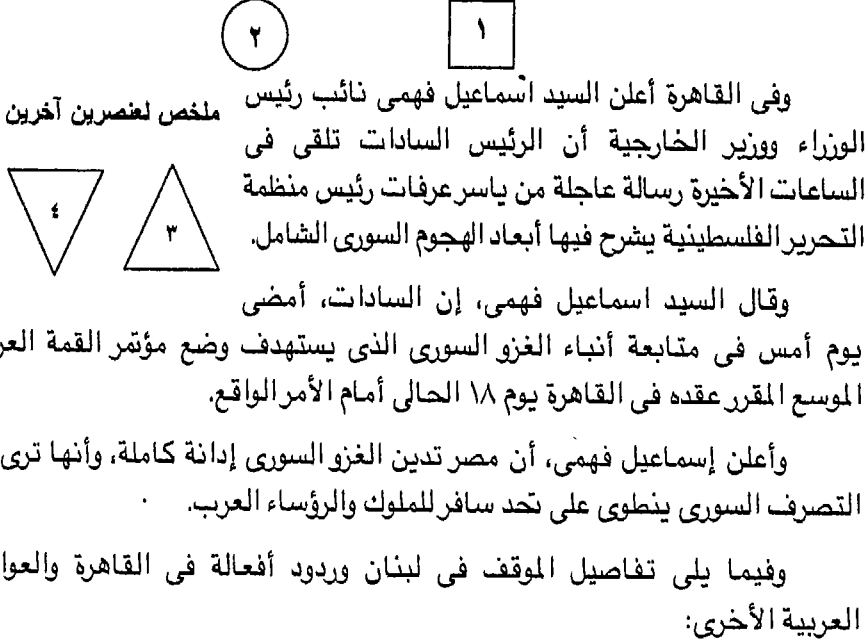 ١
٢
ملخص لعنصرين آخرين
٣
٤
وفى القاهرة أعلن السيد اسماعيل فهمى نائب رئيس
الوزراء ووزير الخارجية أن الرئيس السادات تلقى فى
الساعات الأخيرة رسالة عاجلة من ياسر عرفات رئيس منظمة
التحرير الفلسطينية يشرح فيها أبعاد الهجوم السورى الشامل.
وقال السيد اسماعيل فهمى، إن السادات، أمضى
يوم أمس فى متابعة أنباء الغزو السورى الذى يستهدف وضع مؤتمر القمة
الموسع المقرر عقده فى القاهرة يوم ١٨ الحالى أمام الأمر الواقع.
وأعلن إسماعيل فهمى، أن مصر تدين الغزو السورى إدانة كاملة، وأنها ترى
التصرف السورى ينطوى على تحد سافر للملوك والرؤساء العرب.
وفيما يلى تفاصيل الموقف فى لبنان وردود أفعالة فى القاهرة
العربية الأخرى: